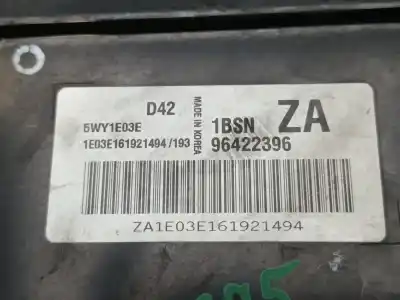 D42
5WY1E03E
1E03E161921494/193
MADE IN KOREA
1BSN ZA
96422396
ZA1E03E161921494